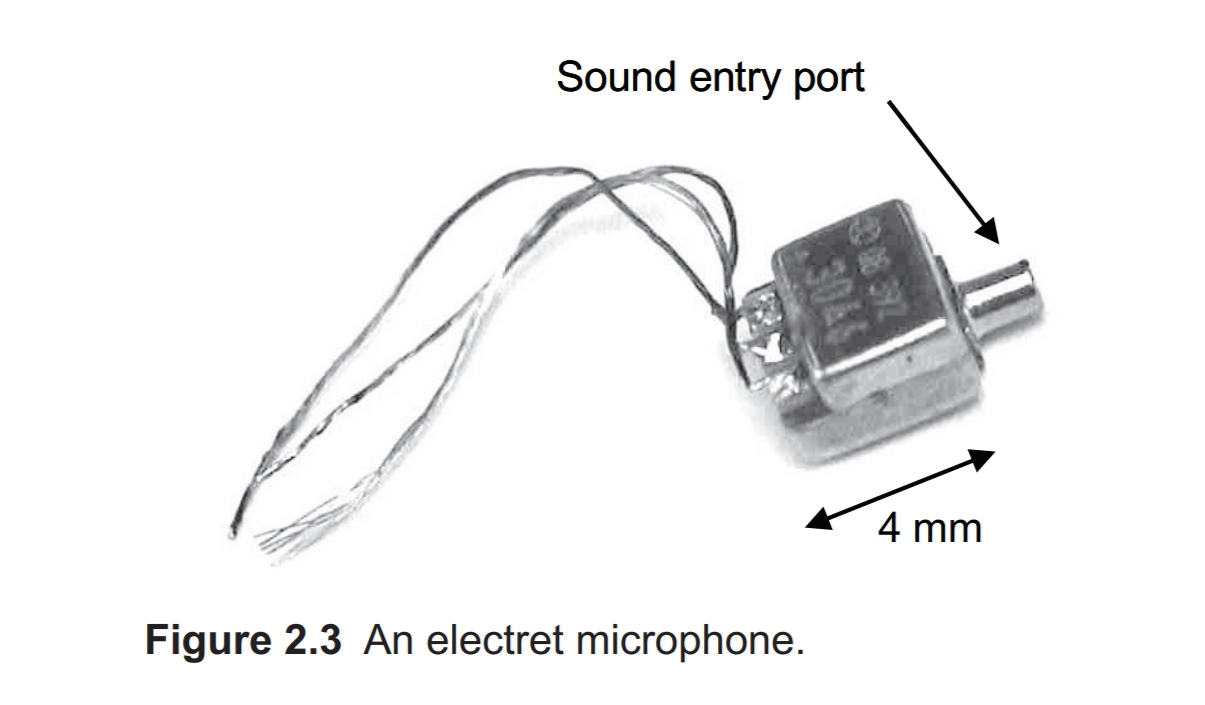 Sound entry port
4 mm
Figure 2.3 An electret microphone.